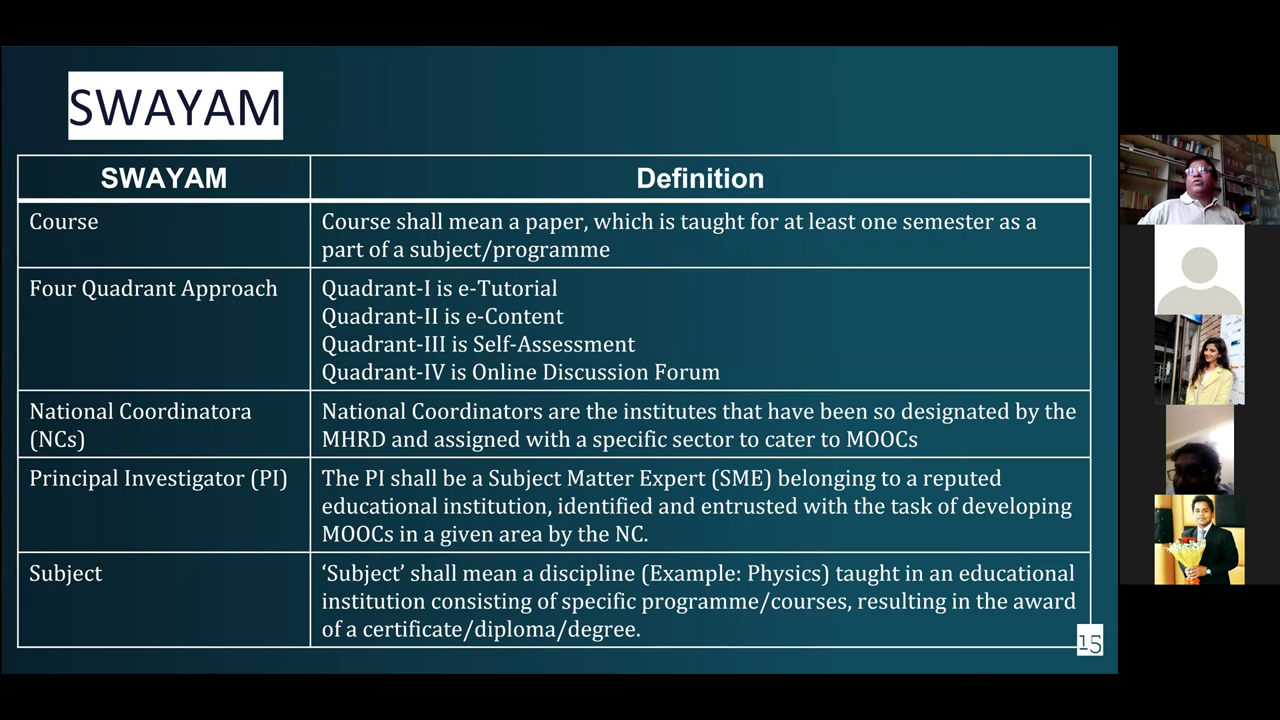 SWAYAM
SWAYAM
Definition
Course
Course shall mean a paper, which is taught for at least one semester as a
part of a subject/programme
Four Quadrant Approach
Quadrant-I is e-Tutorial
Quadrant-II is e-Content
Quadrant-III is Self-Assessment
Quadrant-IV is Online Discussion Forum
National Coordinatora
(NCs)
National Coordinators are the institutes that have been so designated by the
MHRD and assigned with a specific sector to cater to MOOCs
Principal Investigator (PI)
The PI shall be a Subject Matter Expert (SME) belonging to a reputed
educational institution, identified and entrusted with the task of developing
MOOCs in a given area by the NC.
Subject
‘Subject’ shall mean a discipline (Example: Physics) taught in an educational
institution consisting of specific programme/courses, resulting in the award
of a certificate/diploma/degree.
15